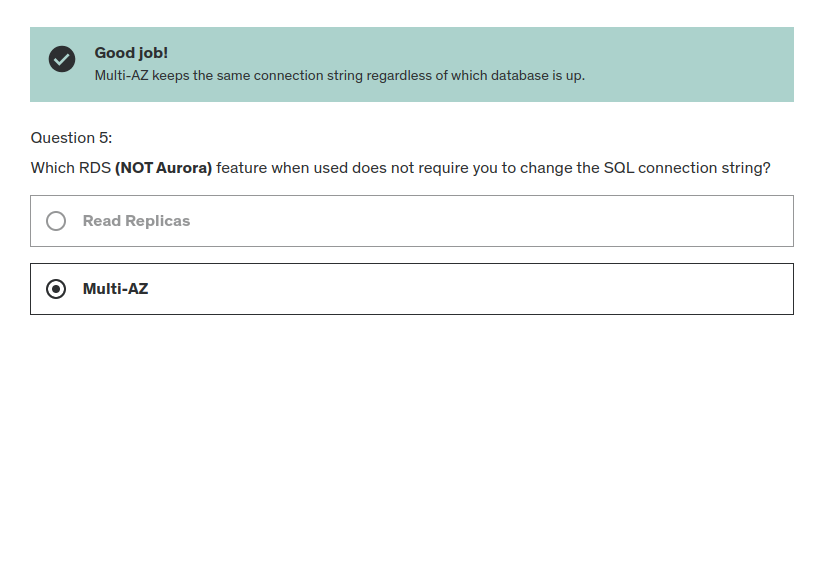 Good job!
Multi-AZ keeps the same connection string regardless of which database is up.
Question 5:
Which RDS (NOT Aurora) feature when used does not require you to change the SQL connection string?
Read Replicas
Multi-AZ